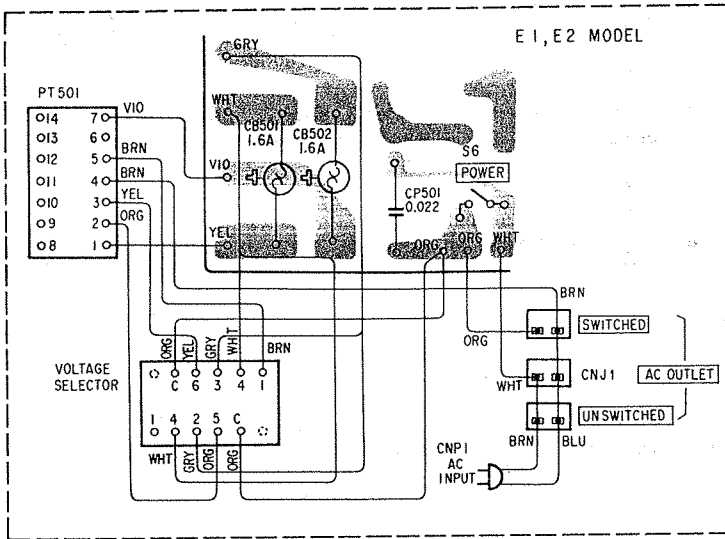 E1, E2 MODEL
GRY
PT501
VIO
14 7
13 6
12 5
11 4
10 3
9 2
8 1
BRN
BRN
YEL
ORG
WHT
CB501
1.6A
CB502
1.6A
VIO
YEL
S6
POWER
CP501
0.022
ORG
ORG
WHT
BRN
SWITCHED
ORG
CNJ1
AC OUTLET
WHT
UNSWITCHED
BRN
BLU
CNP1
AC
INPUT
VOLTAGE
SELECTOR
ORG
YEL
GRY
WHT
BRN
C 6 3 4 1
1 4 2 5 C
WHT
GRY
ORG
ORG